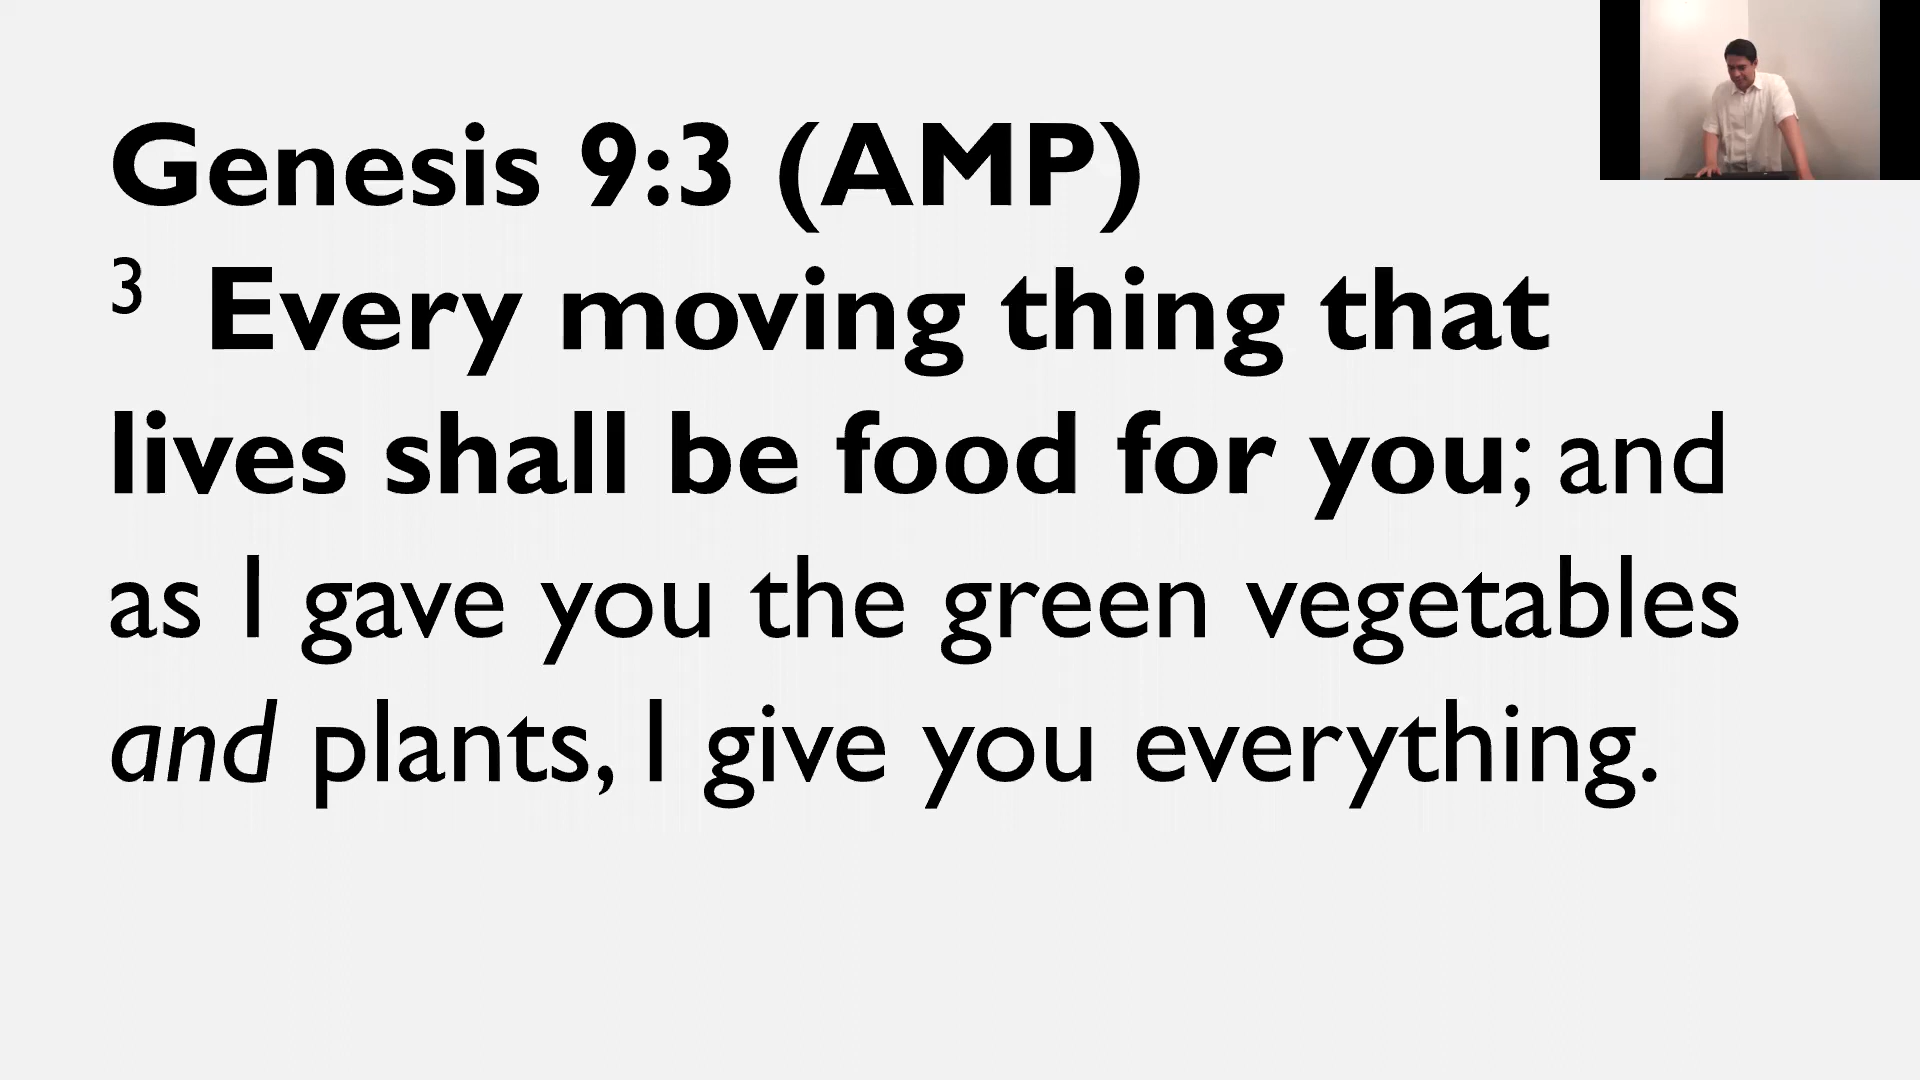 Genesis 9:3 (AMP)
3 Every moving thing that
lives shall be food for you; and
as I gave you the green vegetables
and plants, I give you everything.